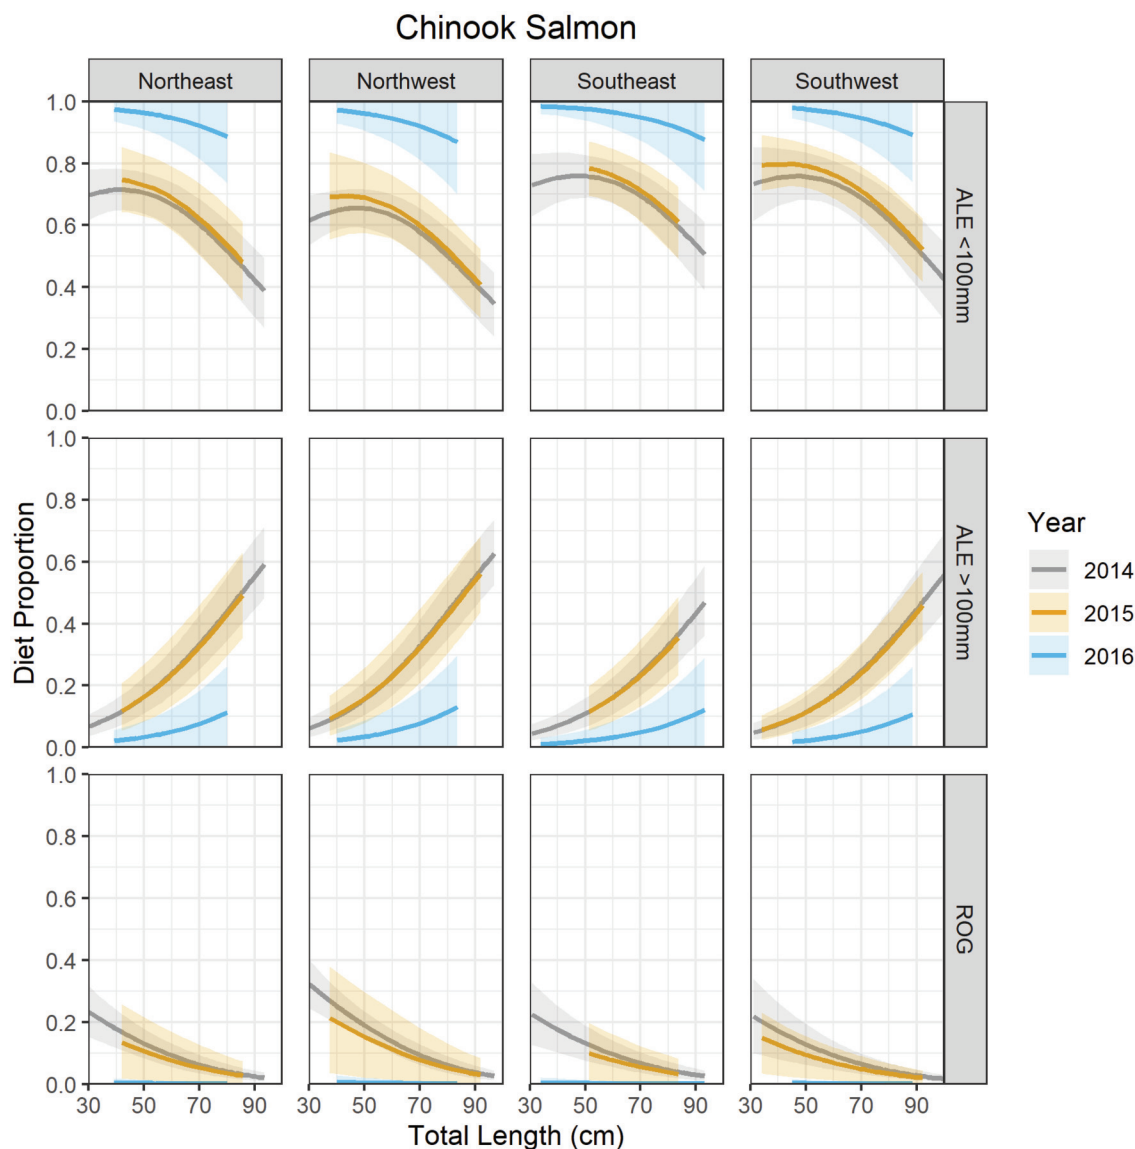 Chinook Salmon
Northeast
Northwest
Southeast
Southwest
1.0
0.8
0.6
0.4
0.2
0.0
ALE <100mm
1.0
0.8
0.6
0.4
0.2
0.0
ALE >100mm
Diet Proportion
1.0
0.8
0.6
0.4
0.2
0.0
ROG
30 50 70 90
30 50 70 90
30 50 70 90
30 50 70 90
Total Length (cm)
Year
2014
2015
2016